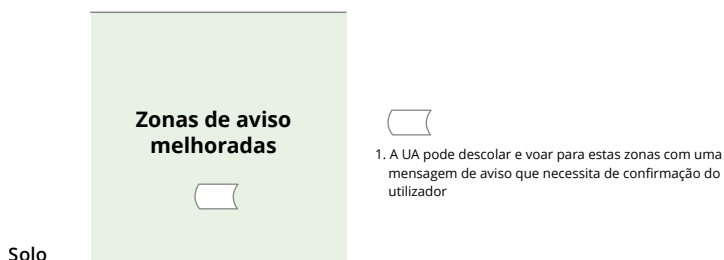 Zonas de aviso
melhoradas
1. A UA pode descolar e voar para estas zonas com uma
mensagem de aviso que necessita de confirmação do
utilizador
Solo